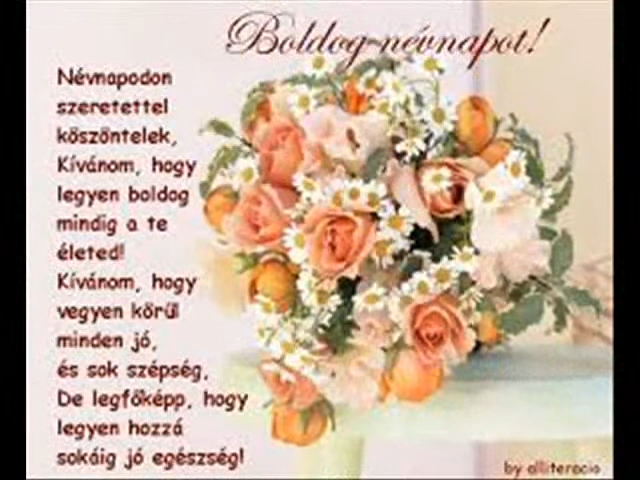 Boldog névnapot!
Névnapodon
szeretettel
köszöntelek,
Kívánom, hogy
legyen boldog
mindig a te
életed!
Kívánom, hogy
vegyen körül
minden jó,
és sok szépség,
De legfőképp, hogy
legyen hozzá
sokáig jó egészség!
by alliteracio